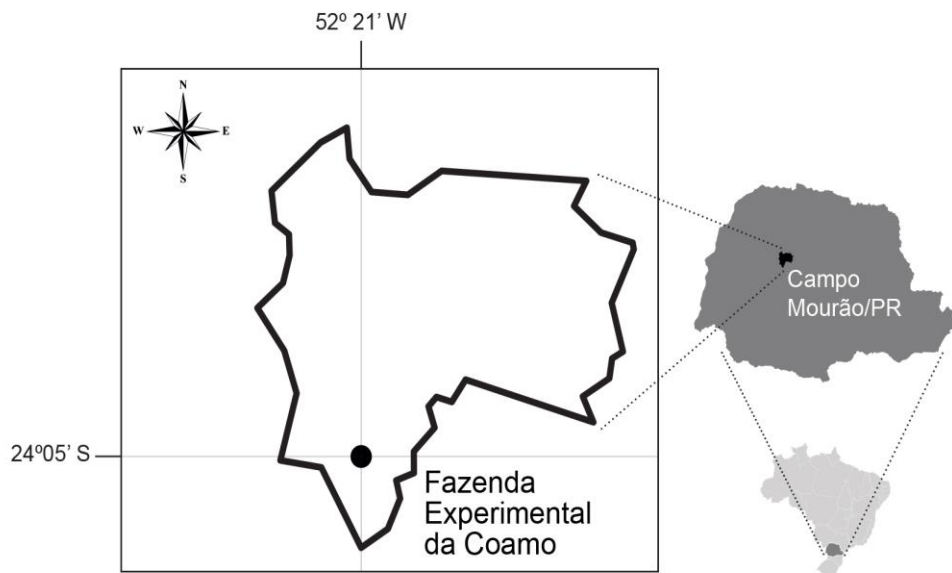 52º 21’ W
N
W
E
S
Campo
Mourão/PR
24º05’ S
Fazenda
Experimental
da Coamo